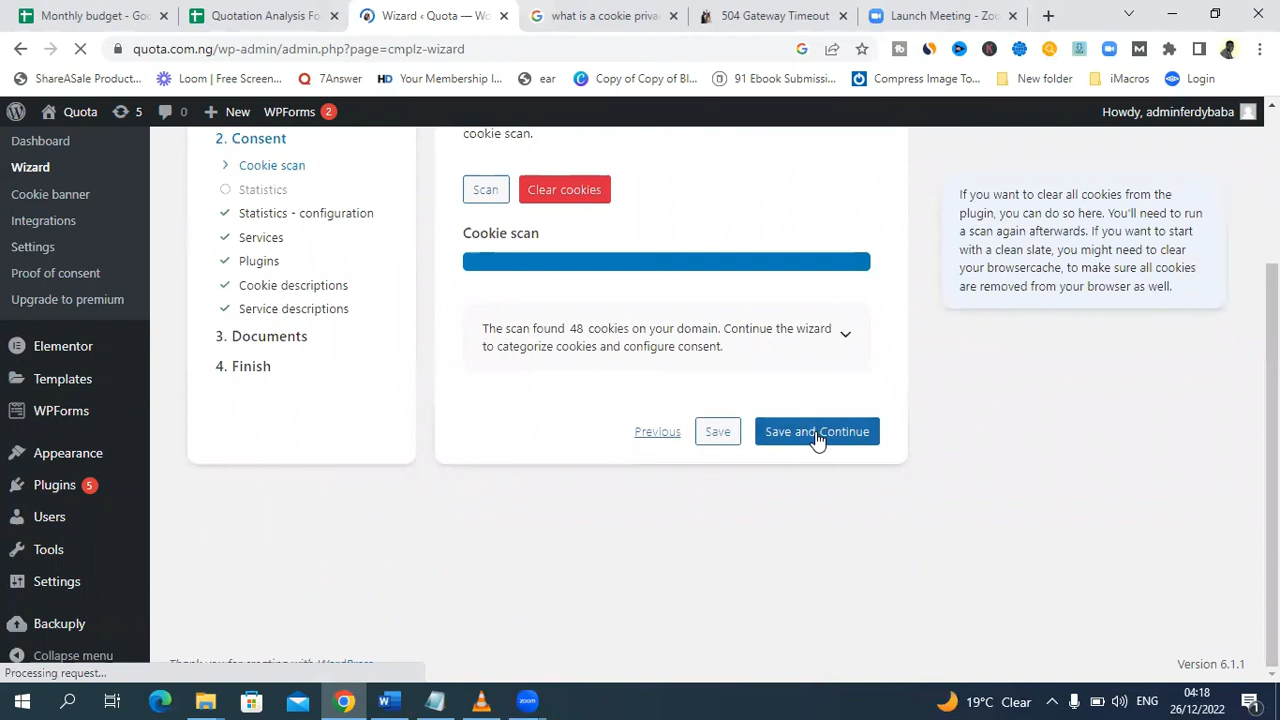 Monthly budget - Goo
Quotation Analysis Fo
Wizard ‹ Quota — Wo
what is a cookie priva
504 Gateway Timeout
Launch Meeting - Zoo
quota.com.ng/wp-admin/admin.php?page=cmplz-wizard
ShareASale Product...
Loom | Free Screen...
7Answer
Your Membership I...
ear
Copy of Copy of Bl...
91 Ebook Submissi...
Compress Image To...
New folder
iMacros
Login
Quota
5
0
New
WPForms 2
Howdy, adminferdybaba
Dashboard
Wizard
Cookie banner
Integrations
Settings
Proof of consent
Upgrade to premium
Elementor
Templates
WPForms
Appearance
Plugins 5
Users
Tools
Settings
Backuply
Collapse menu
2. Consent
Cookie scan
Statistics
Statistics - configuration
Services
Plugins
Cookie descriptions
Service descriptions
3. Documents
4. Finish
cookie scan.
Scan
Clear cookies
Cookie scan
The scan found 48 cookies on your domain. Continue the wizard
to categorize cookies and configure consent.
Previous
Save
Save and Continue
If you want to clear all cookies from the
plugin, you can do so here. You'll need to run
a scan again afterwards. If you want to start
with a clean slate, you might need to clear
your browsercache, to make sure all cookies
are removed from your browser as well.
Thank you for creating with WordPress.
Version 6.1.1
Processing request...
19°C Clear
ENG
04:18
26/12/2022
1